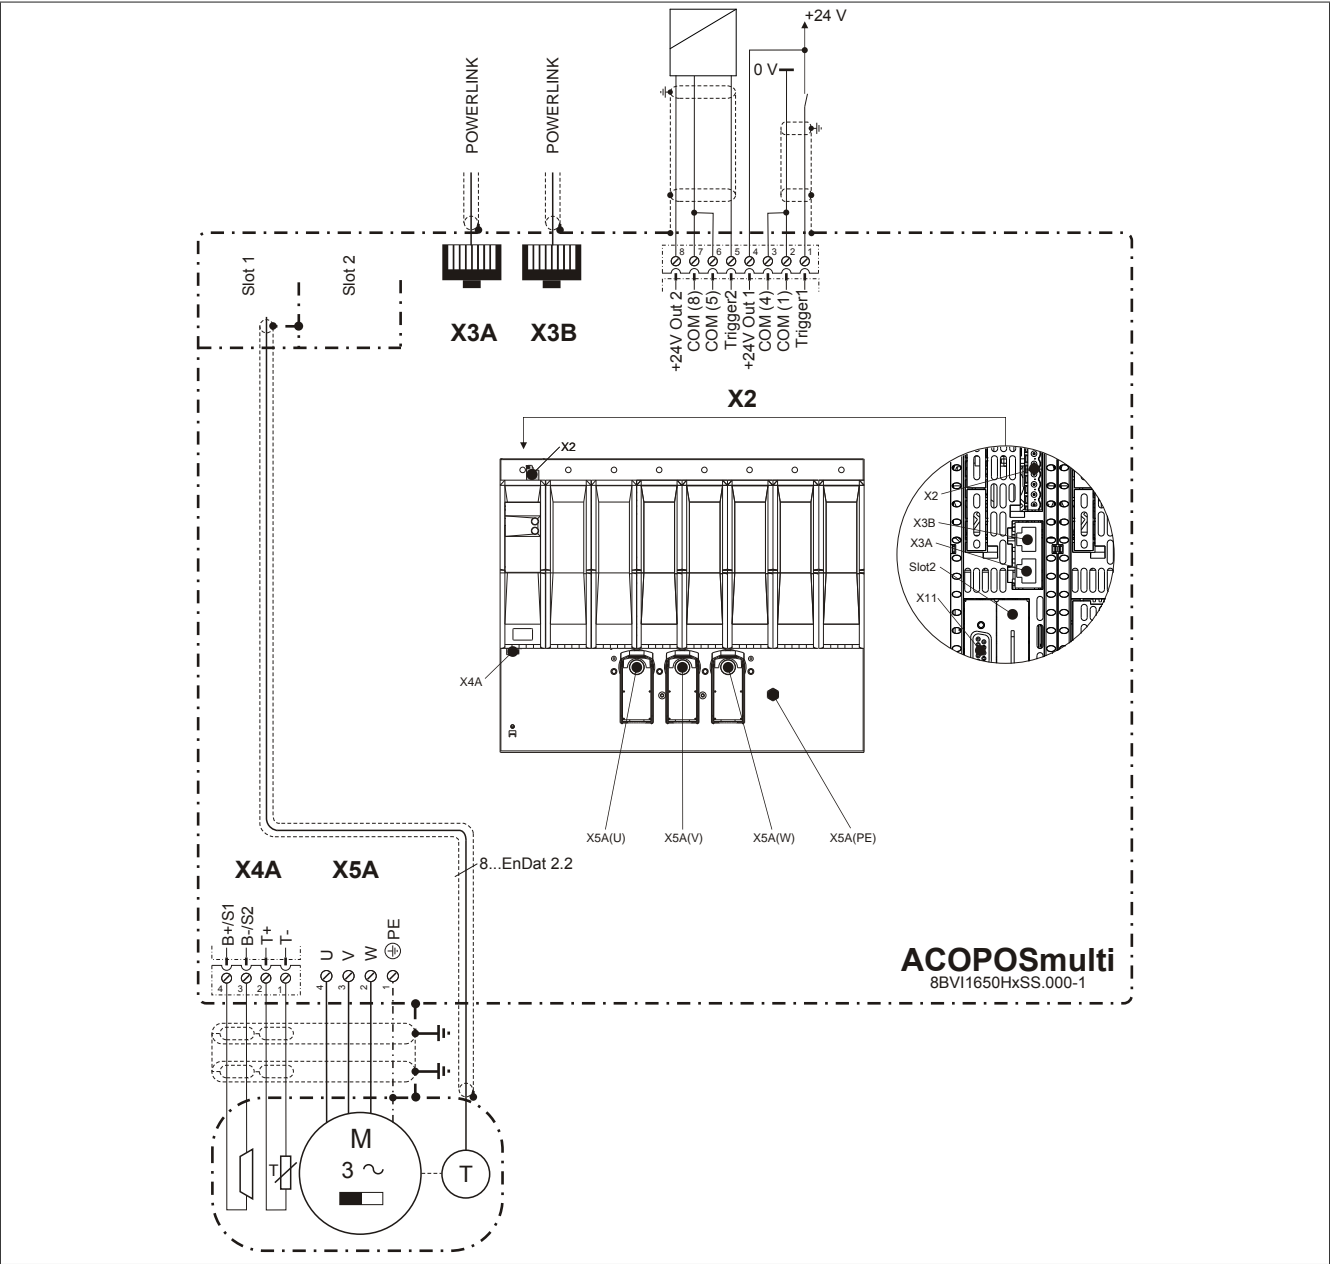 +24 V
0 V
POWERLINK
POWERLINK
Slot 1
Slot 2
8 7 6 5 4 3 2 1
+24V Out 2
COM (8)
COM (5)
Trigger2
+24V Out 1
COM (4)
COM (1)
Trigger1
X3A
X3B
X2
X2
X2
X3B
X3A
Slot2
X11
X4A
X5A(U)
X5A(V)
X5A(W)
X5A(PE)
8...EnDat 2.2
X4A
X5A
B+/S1
B-/S2
T+
T-
U
V
W
PE
4 3 2 1
4 3 2 1
ACOPOSmulti
8BVI1650HxSS.000-1
M
3
T
T